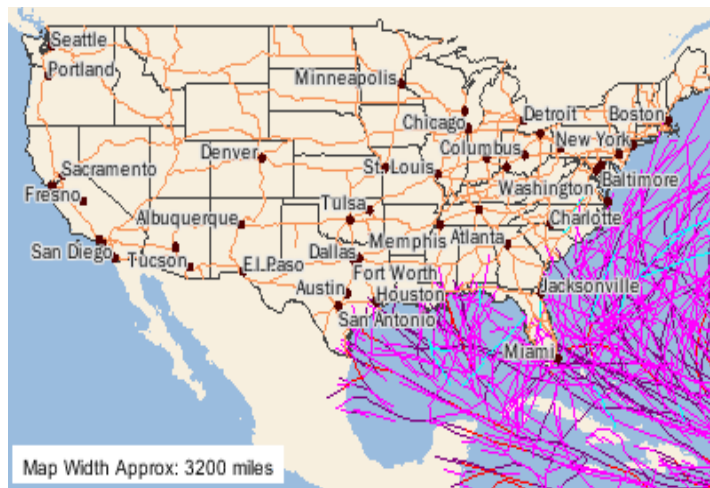 Seattle
Portland
Minneapolis
Chicago
Detroit
Boston
Columbus
New York
Denver
St. Louis
Washington
Baltimore
Sacramento
Fresno
Albuquerque
Tulsa
Memphis
Atlanta
Charlotte
San Diego
Tucson
El Paso
Dallas
Fort Worth
Austin
Houston
Jacksonville
San Antonio
Miami
Map Width Approx: 3200 miles